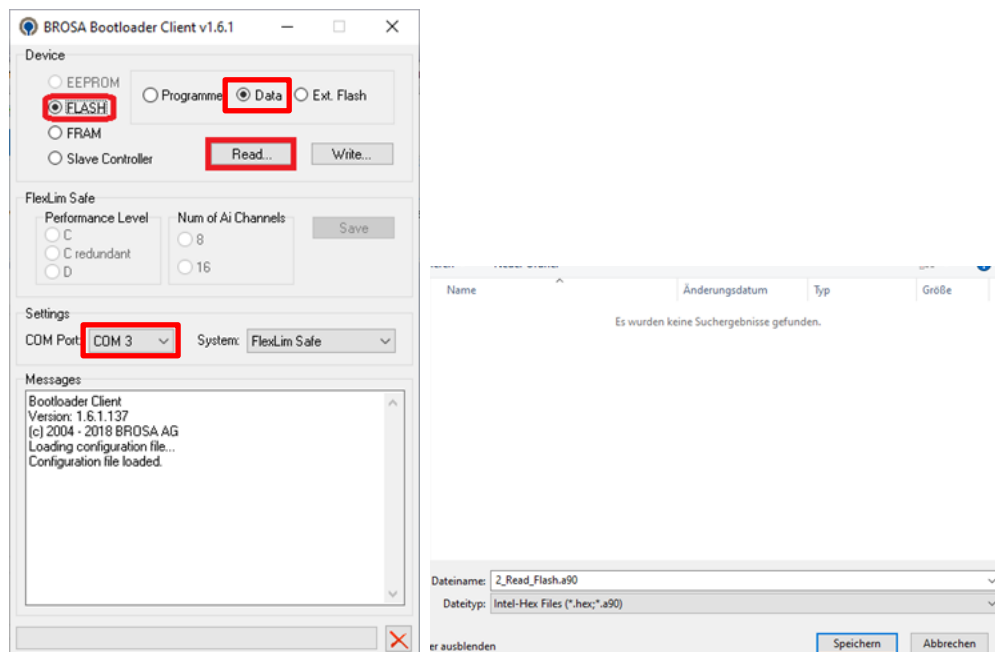 BROSA Bootloader Client v1.6.1
Device
EEPROM
FLASH
FRAM
Slave Controller
Programme
Data
Ext. Flash
Read...
Write...
FlexLim Safe
Performance Level
C
C redundant
D
Num of Ai Channels
8
16
Save
Settings
COM Port:
COM 3
System:
FlexLim Safe
Messages
Bootloader Client
Version: 1.6.1.137
(c) 2004 - 2018 BROSA AG
Loading configuration file...
Configuration file loaded.
Name
Änderungsdatum
Typ
Größe
Es wurden keine Suchergebnisse gefunden.
Dateiname:
2_Read_Flash.a90
Dateityp:
Intel-Hex Files (*.hex;*.a90)
er ausblenden
Speichern
Abbrechen